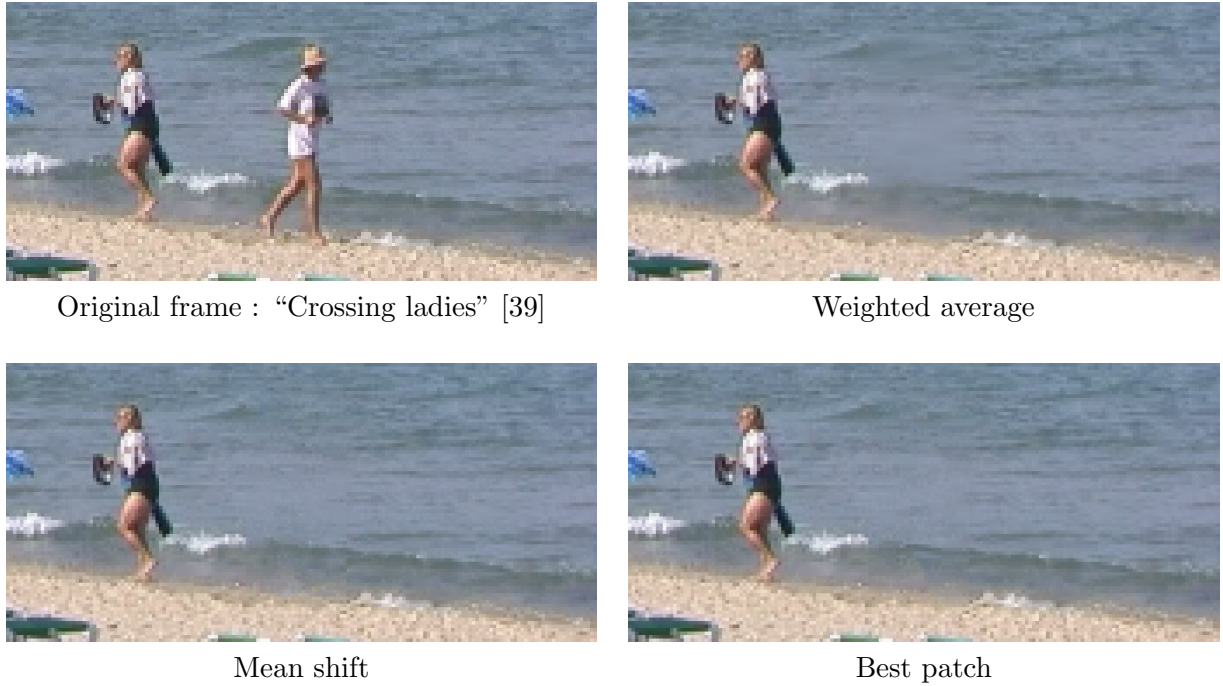 Original frame : “Crossing ladies” [39]
Weighted average
Mean shift
Best patch